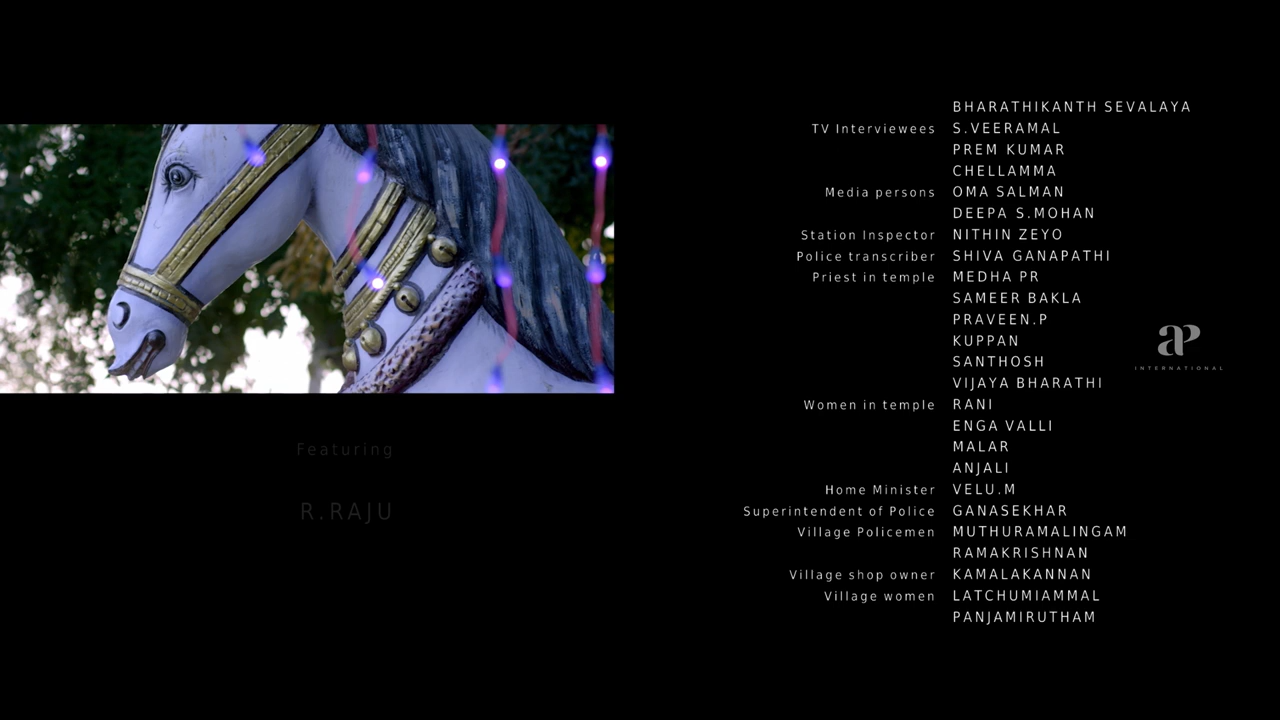 Featuring
R.RAJU
BHARATHIKANTH SEVALAYA
TV Interviewees S.VEERAMAL
PREM KUMAR
CHELLAMMA
Media persons OMA SALMAN
DEEPA S.MOHAN
Station Inspector NITHIN ZEYO
Police transcriber SHIVA GANAPATHI
Priest in temple MEDHA PR
SAMEER BAKLA
PRAVEEN.P
KUPPAN
SANTHOSH
VIJAYA BHARATHI
Women in temple RANI
ENGA VALLI
MALAR
ANJALI
Home Minister VELU.M
Superintendent of Police GANASEKHAR
Village Policemen MUTHURAMALINGAM
RAMAKRISHNAN
Village shop owner KAMALAKANNAN
Village women LATCHUMIAMMAL
PANJAMIRUTHAM
ap
INTERNATIONAL